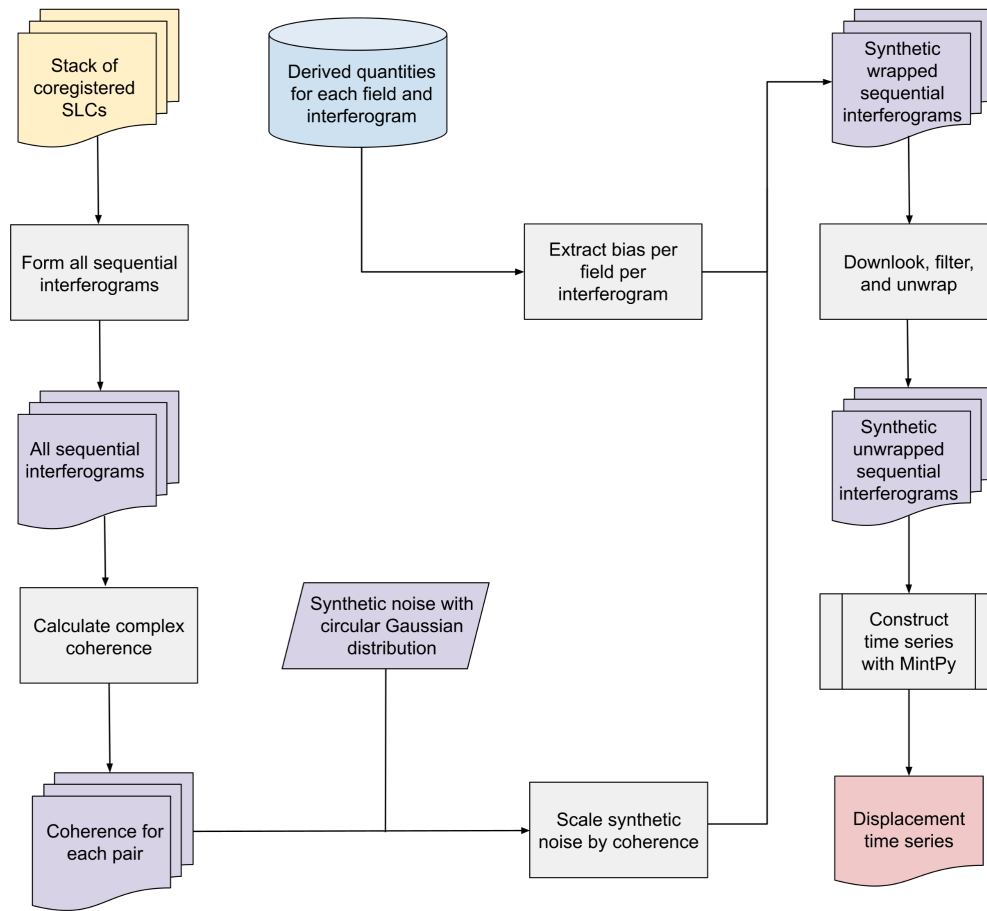 Stack of
coregistered
SLCs
Form all sequential
interferograms
All sequential
interferograms
Calculate complex
coherence
Coherence for
each pair
Derived quantities
for each field and
interferogram
Extract bias per
field per
interferogram
Synthetic noise with
circular Gaussian
distribution
Scale synthetic
noise by coherence
Synthetic
wrapped
sequential
interferograms
Downlook, filter,
and unwrap
Synthetic
unwrapped
sequential
interferograms
Construct
time series
with MintPy
Displacement
time series